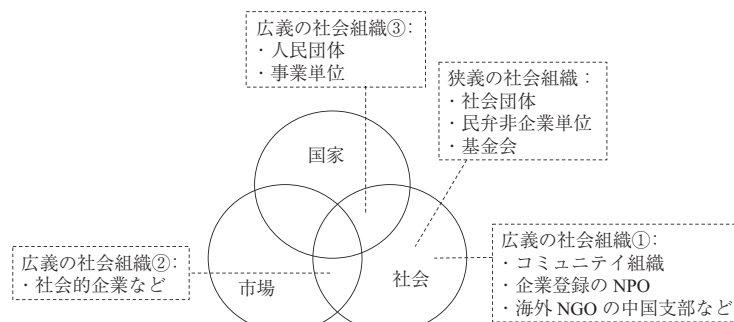 広義の社会組織③:
・人民団体
・事業単位
狭義の社会組織：
・社会団体
・民弁非企業単位
・基金会
国家
広義の社会組織②:
・社会的企業など
市場
社会
広義の社会組織①:
・コミュニテイ組織
・企業登録の NPO
・海外 NGO の中国支部など